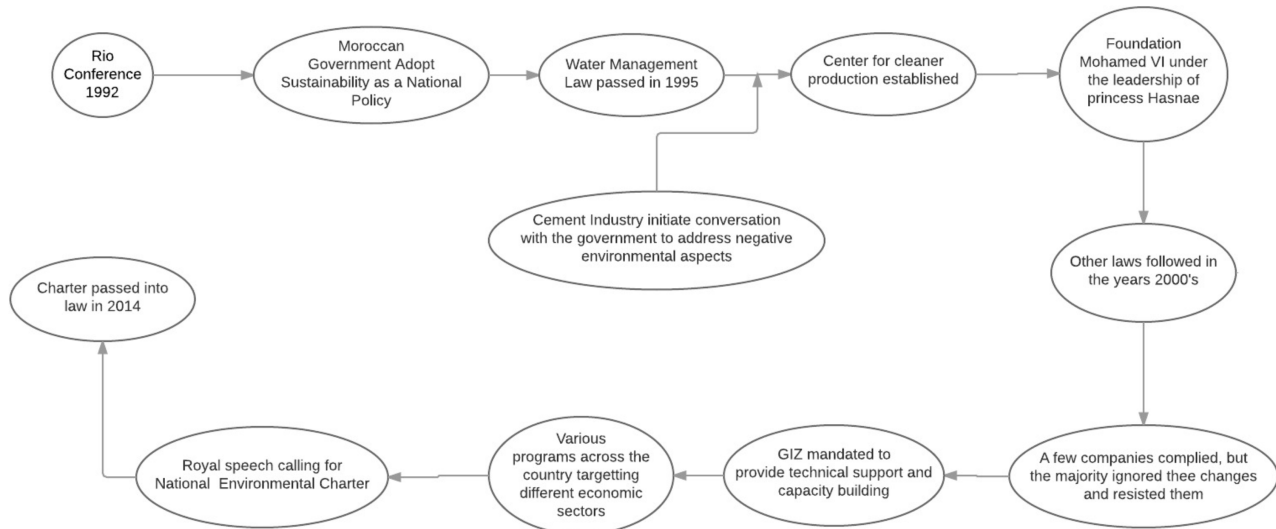 Rio
Conference
1992
Moroccan
Government Adopt
Sustainability as a National
Policy
Water Management
Law passed in 1995
Center for cleaner
production established
Foundation
Mohamed VI under
the leadership of
princess Hasnae
Cement Industry initiate conversation
with the government to address negative
environmental aspects
Other laws followed in
the years 2000's
A few companies complied, but
the majority ignored thee changes
and resisted them
GIZ mandated to
provide technical support and
capacity building
Various
programs across the
country targetting
different economic
sectors
Royal speech calling for
National Environmental Charter
Charter passed into
law in 2014